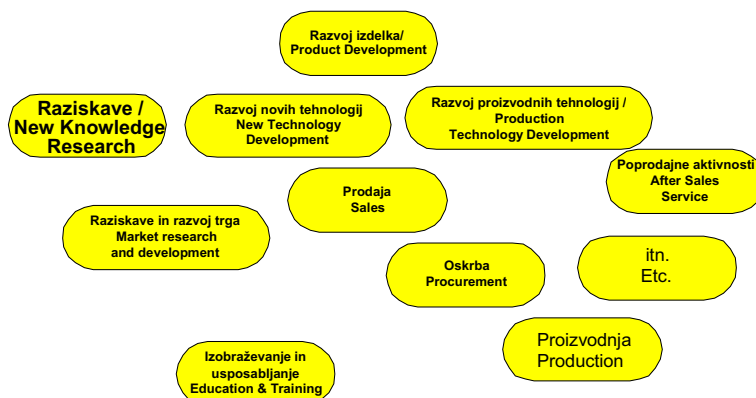 Razvoj izdelka/
Product Development
Raziskave /
New Knowledge
Research
Razvoj novih tehnologij
New Technology
Development
Razvoj proizvodnih tehnologij /
Production
Technology Development
Poprodajne aktivnosti
After Sales
Service
Prodaja
Sales
Raziskave in razvoj trga
Market research
and development
Oskrba
Procurement
itn.
Etc.
Proizvodnja
Production
Izobraževanje in
usposabljanje
Education & Training